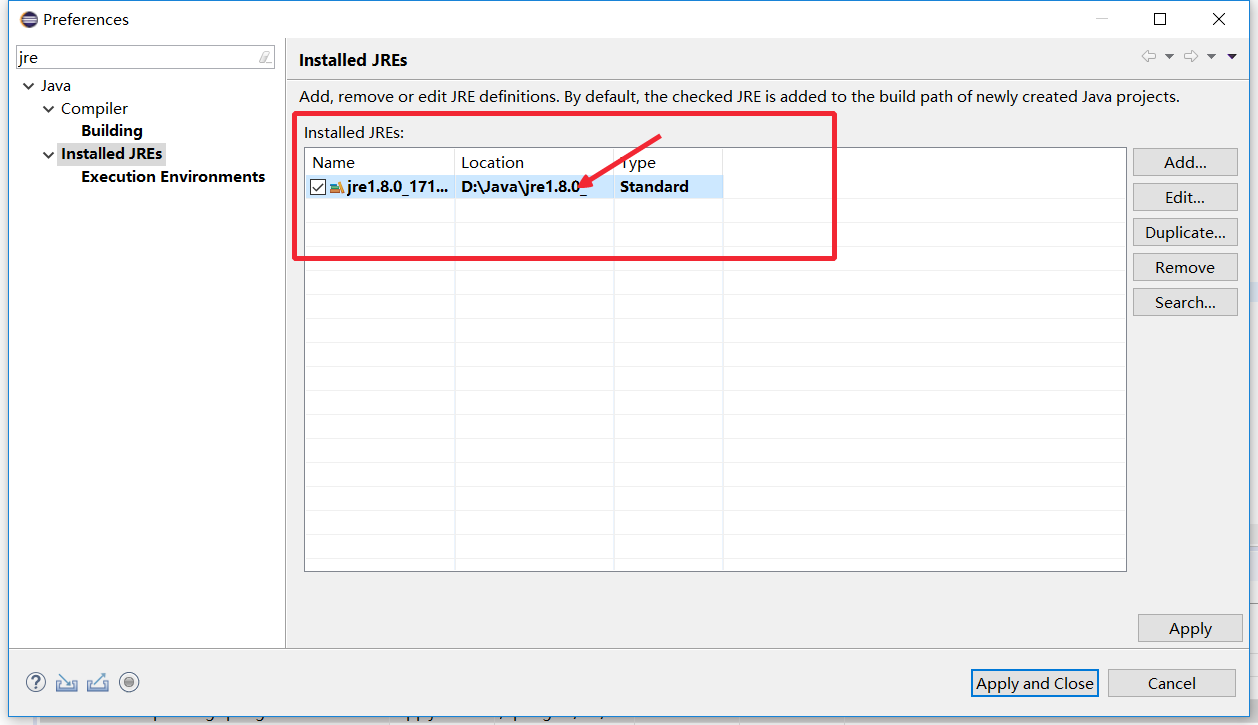 Preferences
jre
Java
Compiler
Building
Installed JREs
Execution Environments
Installed JREs
Add, remove or edit JRE definitions. By default, the checked JRE is added to the build path of newly created Java projects.
Installed JREs:
Name Location Type
jre1.8.0_171... D:\Java\jre1.8.0_ Standard
Add...
Edit...
Duplicate...
Remove
Search...
Apply
Apply and Close Cancel